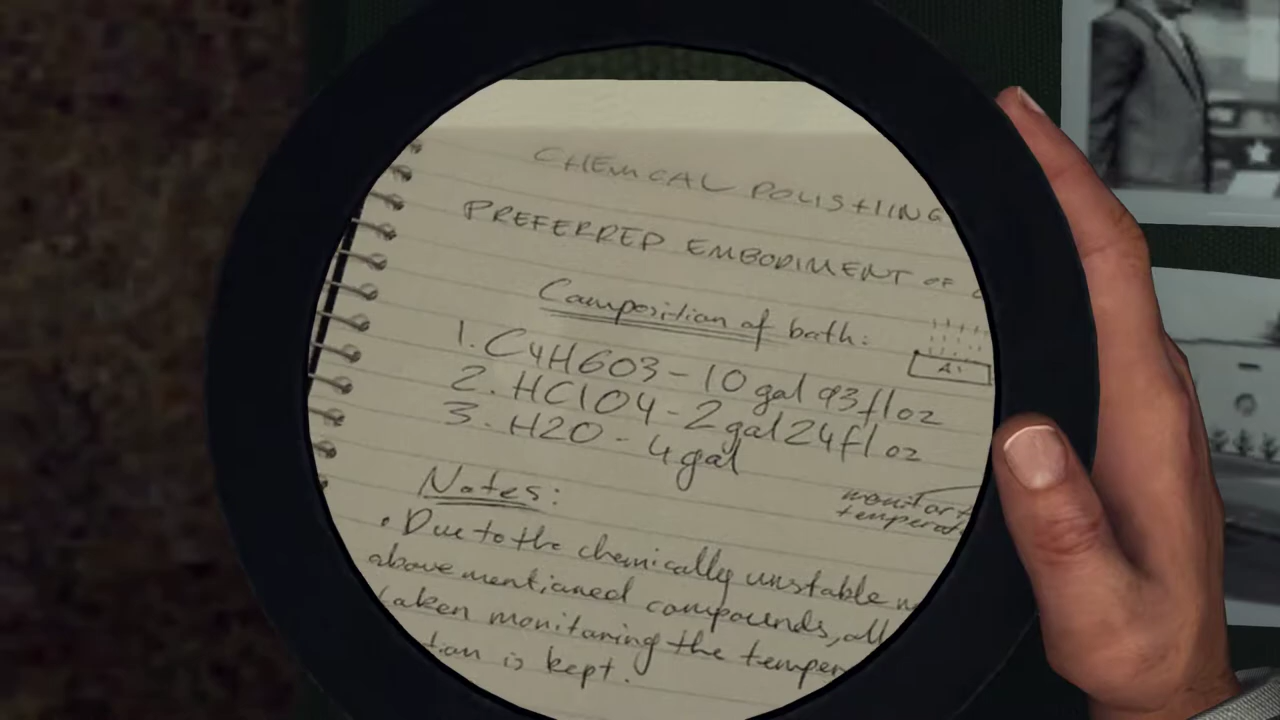 CHEMICAL POLISHING
PREFERRED EMBODIMENT OF
Composition of bath:
Al
1. C4H6O3 - 10 gal 93 fl oz
2. HClO4 - 2 gal 24 fl oz
3. H2O - 4 gal
Notes:
monitor
• Due to the chemically unstable
above mentioned compounds, all
taken monitoring the temper
is kept.